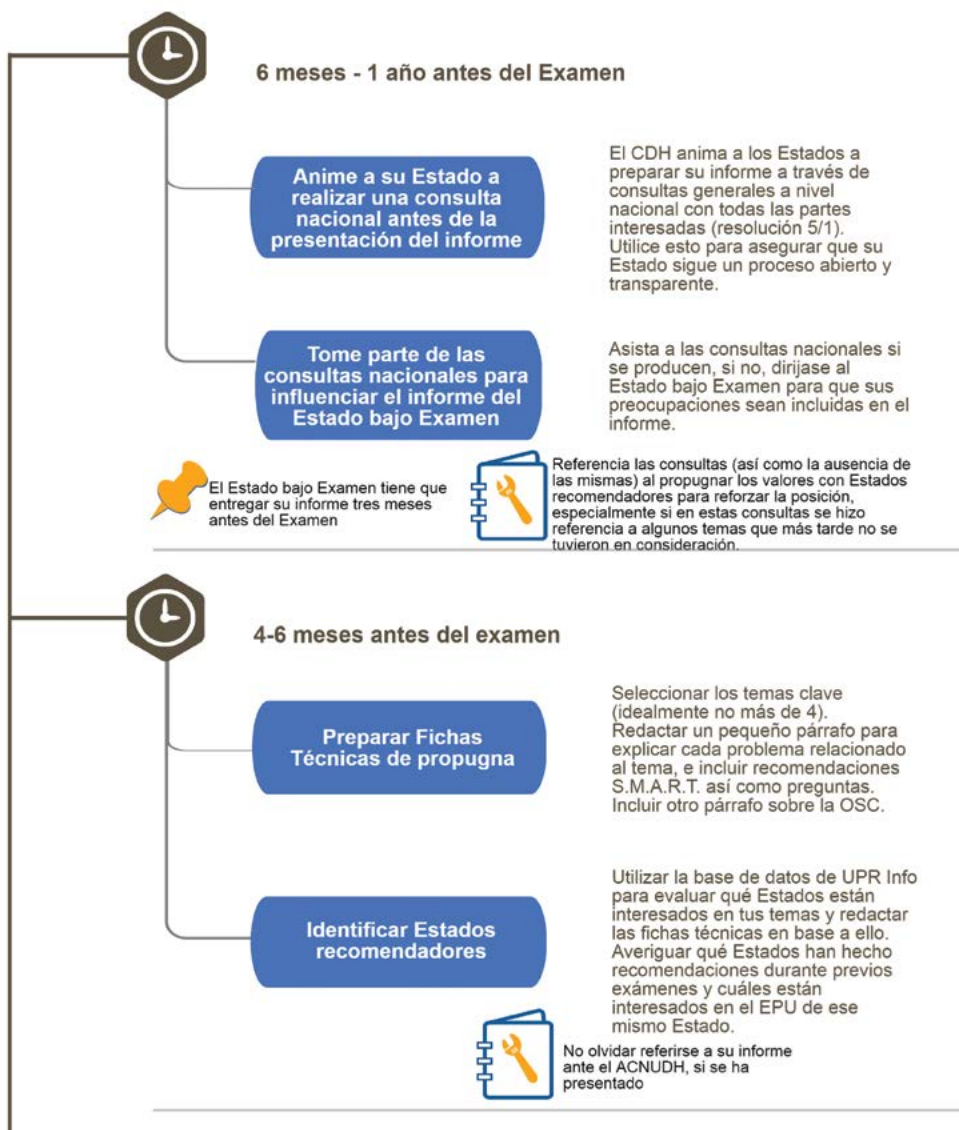 6 meses - 1 año antes del Examen
Anime a su Estado a
realizar una consulta
nacional antes de la
presentación del informe
El CDH anima a los Estados a
preparar su informe a través de
consultas generales a nivel
nacional con todas las partes
interesadas (resolución 5/1).
Utilice esto para asegurar que su
Estado sigue un proceso abierto y
transparente.
Tome parte de las
consultas nacionales para
influenciar el informe del
Estado bajo Examen
Asista a las consultas nacionales si
se producen, si no, dirijase al
Estado bajo Examen para que sus
preocupaciones sean incluidas en el
informe.
El Estado bajo Examen tiene que
entregar su informe tres meses
antes del Examen
Referencia las consultas (así como la ausencia de
las mismas) al propugnar los valores con Estados
recomendadores para reforzar la posición,
especialmente si en estas consultas se hizo
referencia a algunos temas que más tarde no se
tuvieron en consideración.
4-6 meses antes del examen
Preparar Fichas
Técnicas de propugna
Seleccionar los temas clave
(idealmente no más de 4).
Redactar un pequeño párrafo para
explicar cada problema relacionado
al tema, e incluir recomendaciones
S.M.A.R.T. así como preguntas.
Incluir otro párrafo sobre la OSC.
Identificar Estados
recomendadores
Utilizar la base de datos de UPR Info
para evaluar qué Estados están
interesados en tus temas y redactar
las fichas técnicas en base a ello.
Averiguar qué Estados han hecho
recomendaciones durante previos
exámenes y cuáles están
interesados en el EPU de ese
mismo Estado.
No olvidar referirse a su informe
ante el ACNUDH, si se ha
presentado